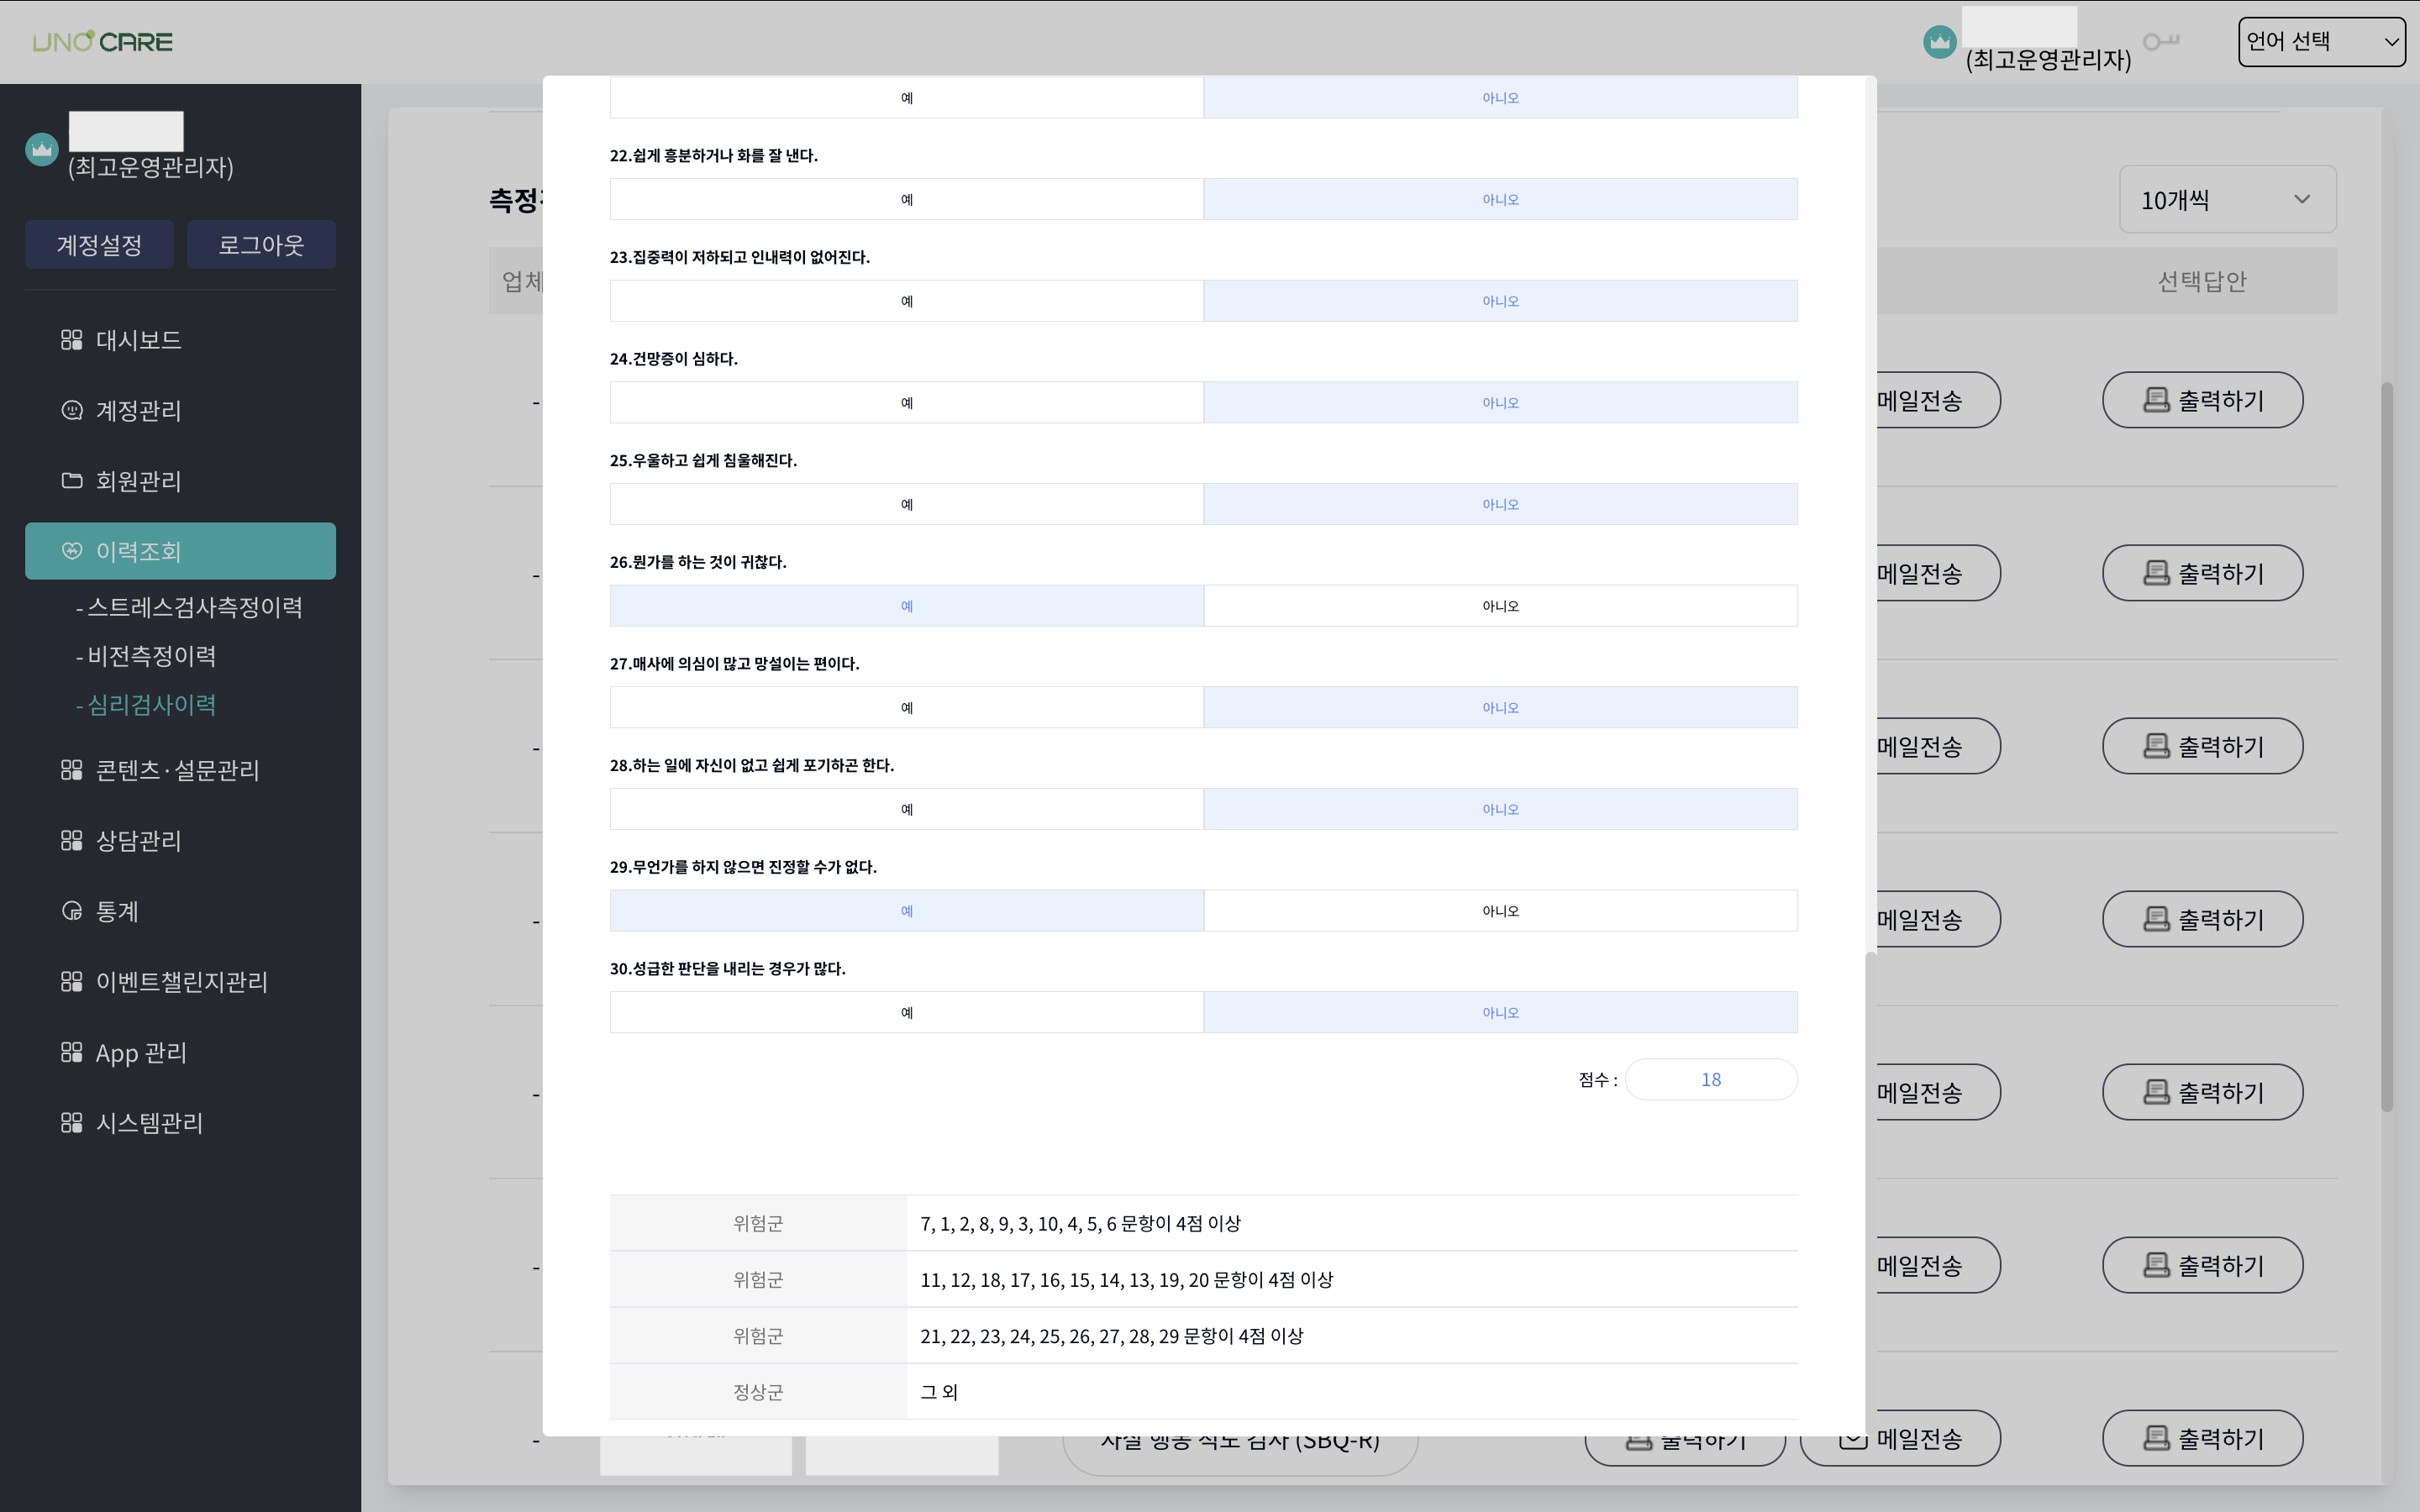 UNO CARE
(최고운영관리자)
언어 선택
(최고운영관리자)
계정설정
로그아웃
대시보드
계정관리
회원관리
이력조회
- 스트레스검사측정이력
- 비전측정이력
- 심리검사이력
콘텐츠·설문관리
상담관리
통계
이벤트챌린지관리
App 관리
시스템관리
측정
10개씩
업체
선택답안
예 아니오
22.쉽게 흥분하거나 화를 잘 낸다.
예 아니오
23.집중력이 저하되고 인내력이 없어진다.
예 아니오
24.건망증이 심하다.
예 아니오
25.우울하고 쉽게 침울해진다.
예 아니오
26.뭔가를 하는 것이 귀찮다.
예 아니오
27.매사에 의심이 많고 망설이는 편이다.
예 아니오
28.하는 일에 자신이 없고 쉽게 포기하곤 한다.
예 아니오
29.무언가를 하지 않으면 진정할 수가 없다.
예 아니오
30.성급한 판단을 내리는 경우가 많다.
예 아니오
점수 : 18
위험군 7, 1, 2, 8, 9, 3, 10, 4, 5, 6 문항이 4점 이상
위험군 11, 12, 18, 17, 16, 15, 14, 13, 19, 20 문항이 4점 이상
위험군 21, 22, 23, 24, 25, 26, 27, 28, 29 문항이 4점 이상
정상군 그 외
- 메일전송 출력하기
- 메일전송 출력하기
- 메일전송 출력하기
- 메일전송 출력하기
- 메일전송 출력하기
- 메일전송 출력하기
- 자살 행동 척도 검사 (SBQ-R) 출력하기 메일전송 출력하기